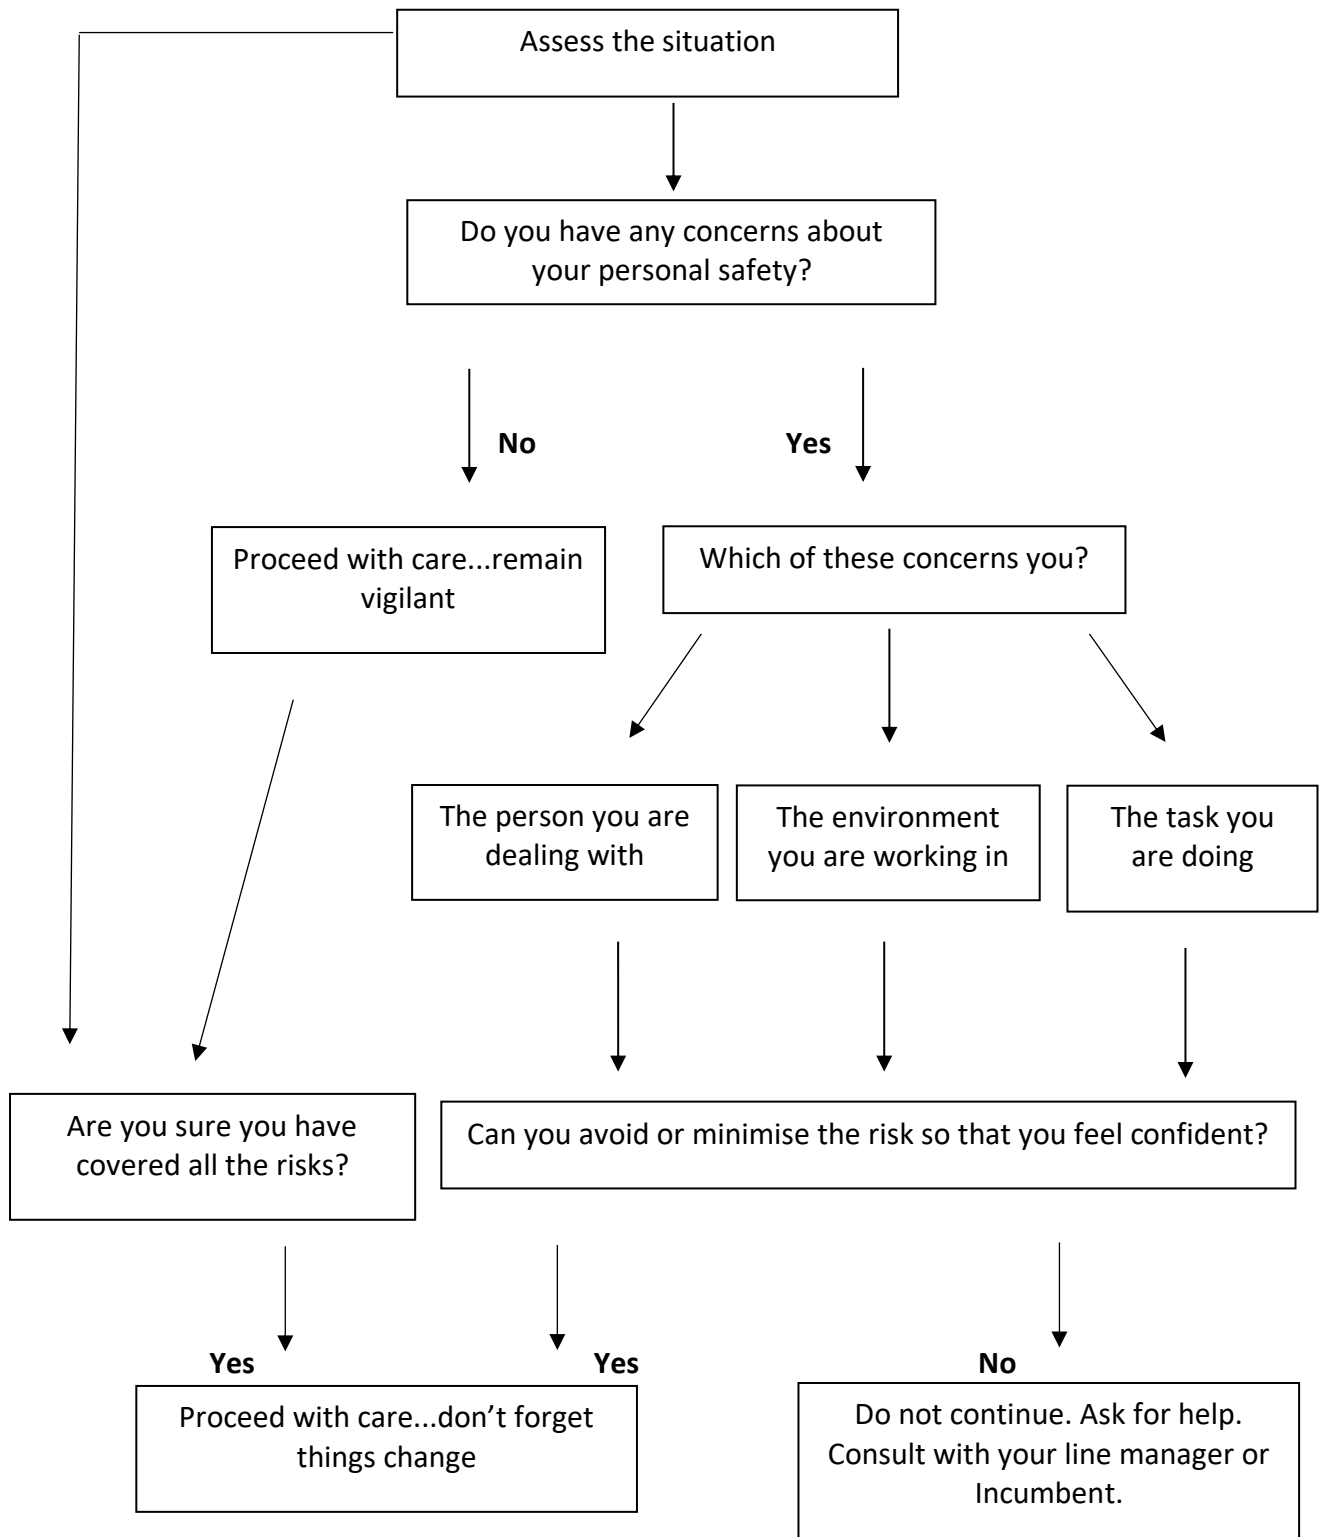 Assess the situation
Do you have any concerns about
your personal safety?
No
Yes
Proceed with care...remain
vigilant
Which of these concerns you?
The person you are
dealing with
The environment
you are working in
The task you
are doing
Are you sure you have
covered all the risks?
Can you avoid or minimise the risk so that you feel confident?
Yes
Yes
No
Proceed with care...don’t forget
things change
Do not continue. Ask for help.
Consult with your line manager or
Incumbent.